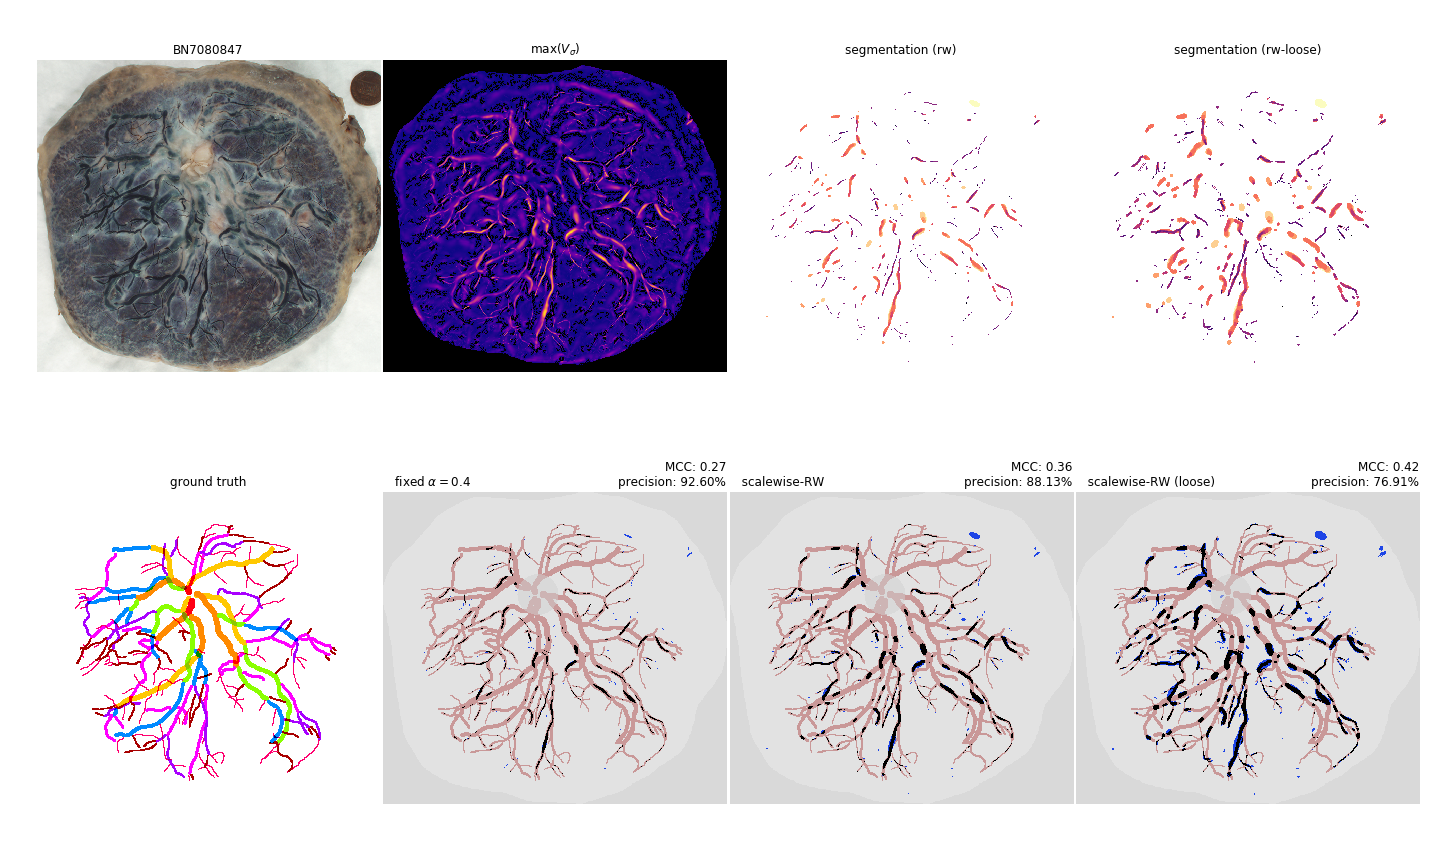 BN7080847
max(V_σ)
segmentation (rw)
segmentation (rw-loose)
ground truth
fixed α = 0.4
MCC: 0.27
precision: 92.60%
scalewise-RW
MCC: 0.36
precision: 88.13%
scalewise-RW (loose)
MCC: 0.42
precision: 76.91%